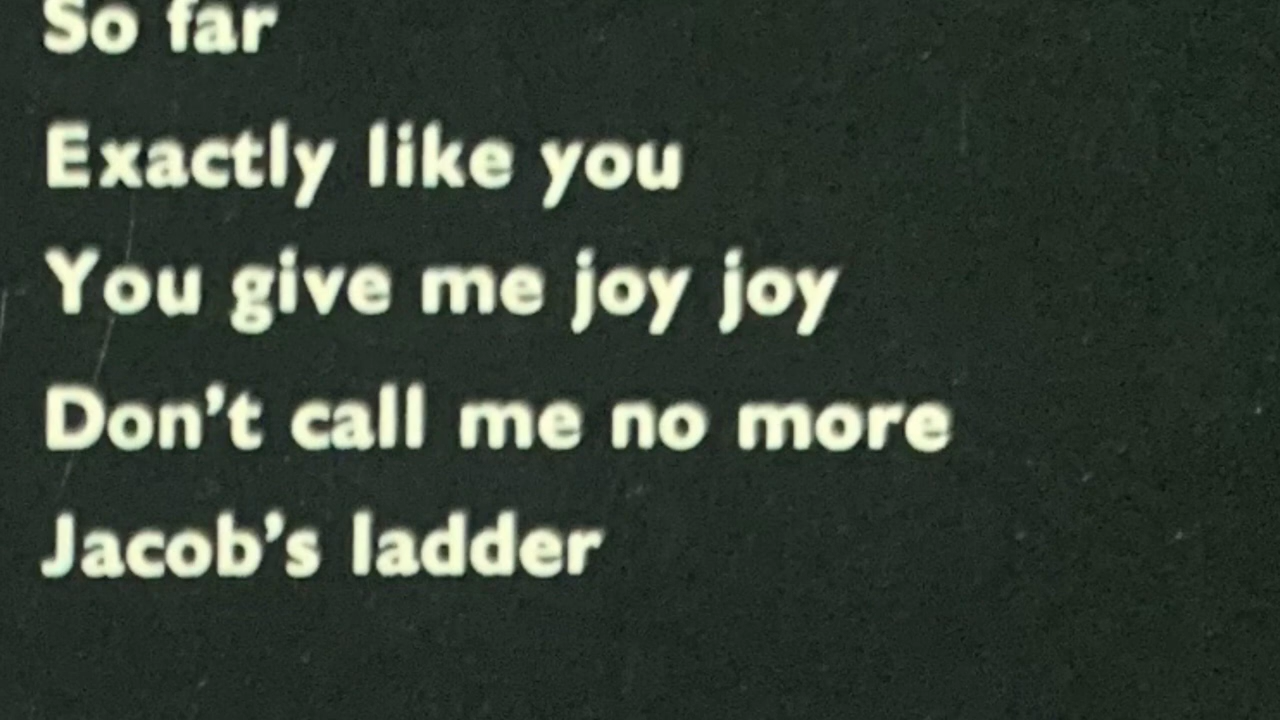 So far
Exactly like you
You give me joy joy
Don't call me no more
Jacob's ladder